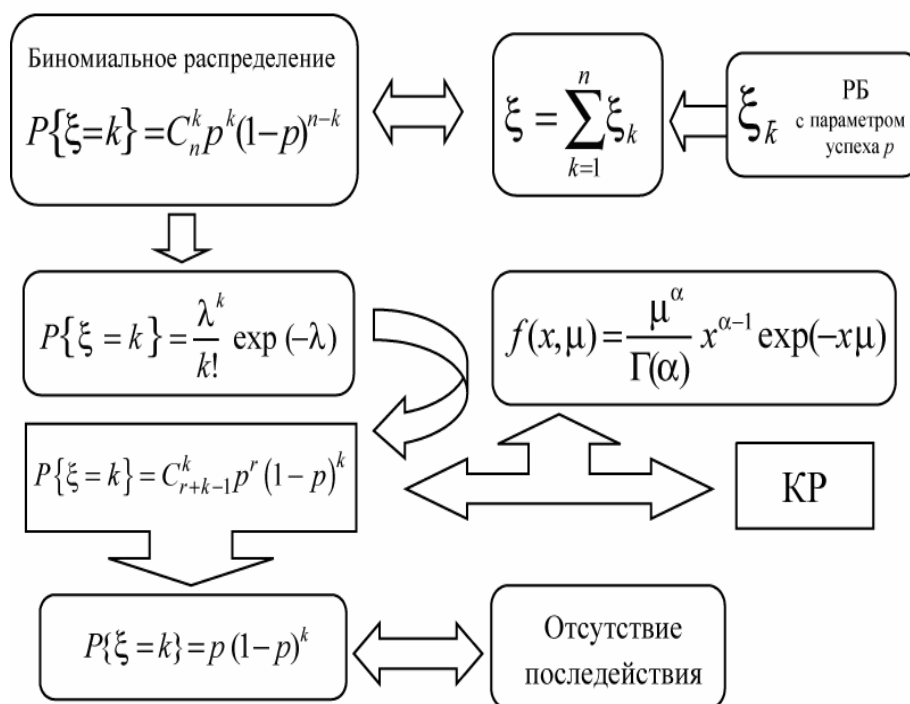 Биномиальное распределение
P{ξ=k}=C_n^k p^k(1−p)^{n−k}
ξ = ∑_{k=1}^{n} ξ_k
ξ_k
РБ
с параметром
успеха p
P{ξ = k} = λ^k/k! exp (−λ)
f(x,μ) = μ^α/Γ(α) x^{α−1} exp(−xμ)
P{ξ = k} = C_{r+k−1}^k p^r (1−p)^k
КР
P{ξ = k} = p (1−p)^k
Отсутствие
последействия